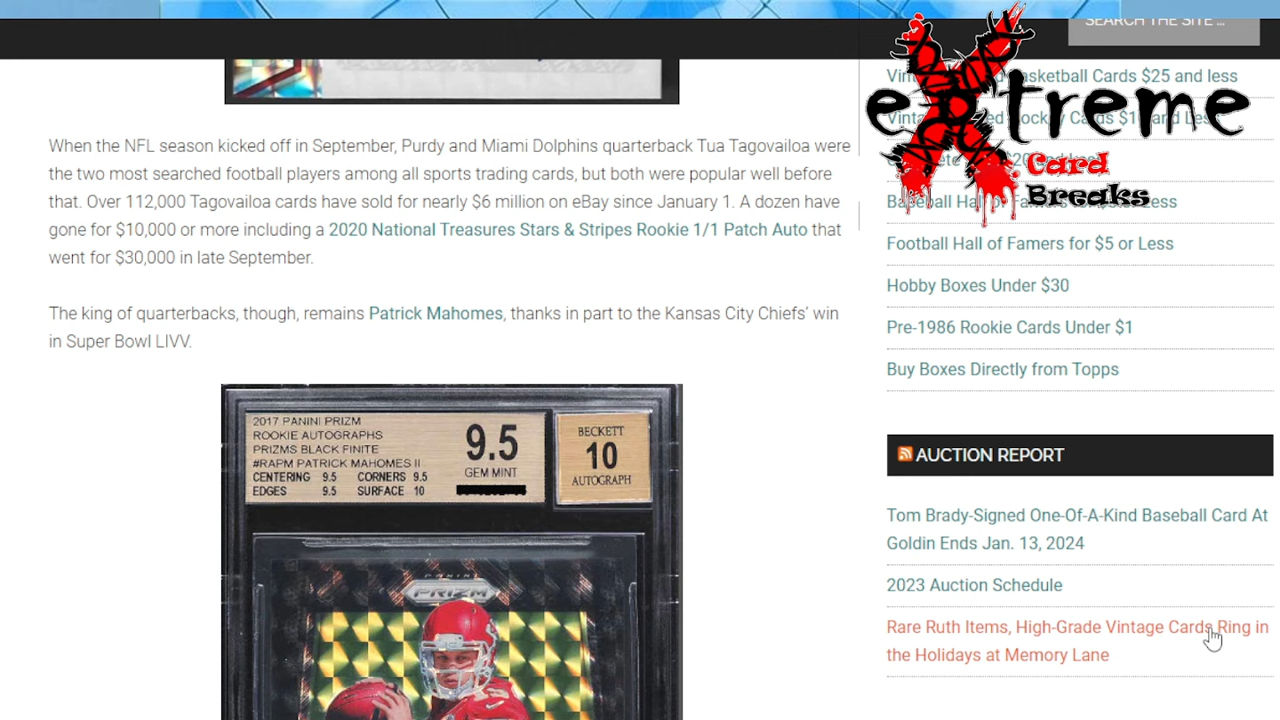 SEARCH THE SITE ...
When the NFL season kicked off in September, Purdy and Miami Dolphins quarterback Tua Tagovailoa were
the two most searched football players among all sports trading cards, but both were popular well before
that. Over 112,000 Tagovailoa cards have sold for nearly $6 million on eBay since January 1. A dozen have
gone for $10,000 or more including a 2020 National Treasures Stars & Stripes Rookie 1/1 Patch Auto that
went for $30,000 in late September.
The king of quarterbacks, though, remains Patrick Mahomes, thanks in part to the Kansas City Chiefs’ win
in Super Bowl LIVV.
2017 PANINI PRIZM
ROOKIE AUTOGRAPHS
PRIZMS BLACK FINITE
#RAPM PATRICK MAHOMES II
CENTERING 9.5 CORNERS 9.5
EDGES 9.5 SURFACE 10
9.5
GEM MINT
BECKETT
10
AUTOGRAPH
PANINI
PRIZM
eXtreme
Card
Breaks
Basketball Cards $25 and less
Cards
Football Hall of Famers for $5 or Less
Hobby Boxes Under $30
Pre-1986 Rookie Cards Under $1
Buy Boxes Directly from Topps
AUCTION REPORT
Tom Brady-Signed One-Of-A-Kind Baseball Card At
Goldin Ends Jan. 13, 2024
2023 Auction Schedule
Rare Ruth Items, High-Grade Vintage Cards Ring in
the Holidays at Memory Lane